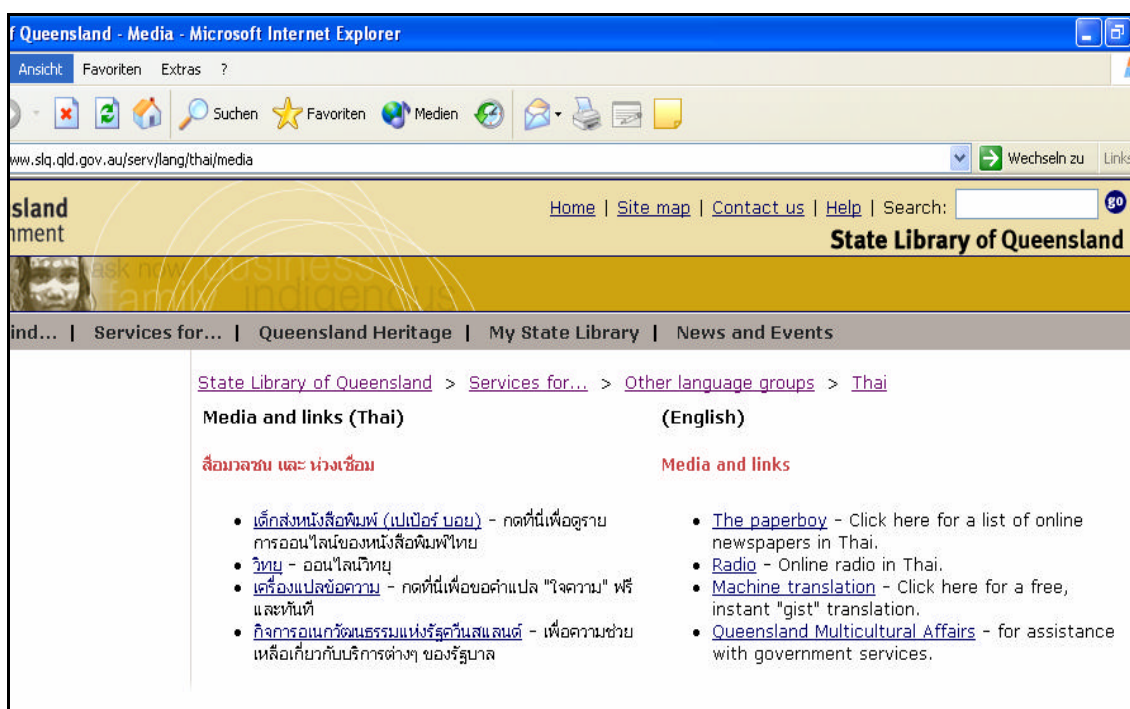 f Queensland - Media - Microsoft Internet Explorer
Ansicht Favoriten Extras ?
Suchen Favoriten Medien
ww.slq.qld.gov.au/serv/lang/thai/media Wechseln zu Links
sland
nment
Home | Site map | Contact us | Help | Search: go
State Library of Queensland
ask now business
family indigenous
ind... | Services for... | Queensland Heritage | My State Library | News and Events
State Library of Queensland > Services for... > Other language groups > Thai
Media and links (Thai)
สื่อมวลชน และ ห่วงเชื่อม
เด็กส่งหนังสือพิมพ์ (เปเป้อร์ บอย) - กดที่นี่เพื่อดูราย
การออนไลน์ของหนังสือพิมพ์ไทย
วิทยุ - ออนไลน์วิทยุ
เครื่องแปลข้อความ - กดที่นี่เพื่อขอคำแปล "ใจความ" ฟรี
และทันที
กิจการอเนกวัฒนธรรมแห่งรัฐควีนสแลนด์ - เพื่อความช่วย
เหลือเกี่ยวกับบริการต่างๆ ของรัฐบาล
(English)
Media and links
The paperboy - Click here for a list of online
newspapers in Thai.
Radio - Online radio in Thai.
Machine translation - Click here for a free,
instant "gist" translation.
Queensland Multicultural Affairs - for assistance
with government services.